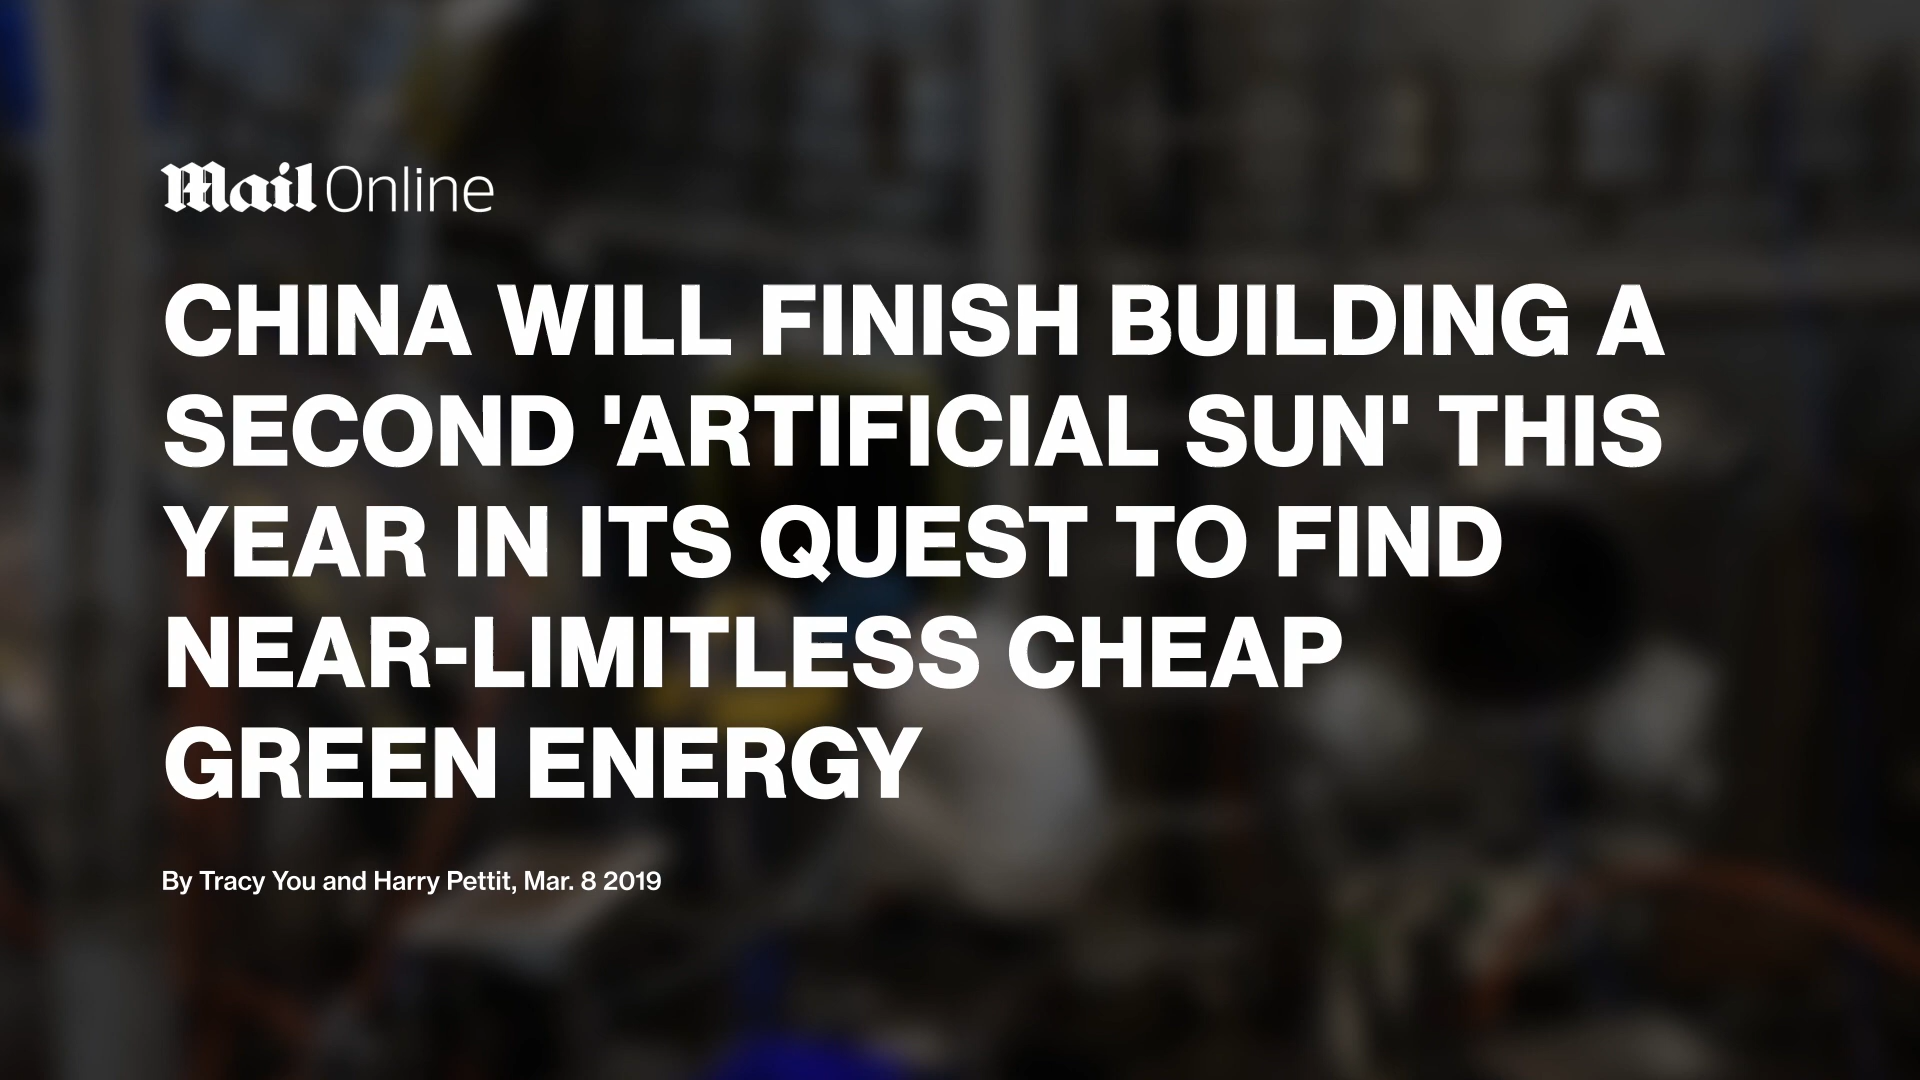 Mail Online
CHINA WILL FINISH BUILDING A
SECOND 'ARTIFICIAL SUN' THIS
YEAR IN ITS QUEST TO FIND
NEAR-LIMITLESS CHEAP
GREEN ENERGY
By Tracy You and Harry Pettit, Mar. 8 2019